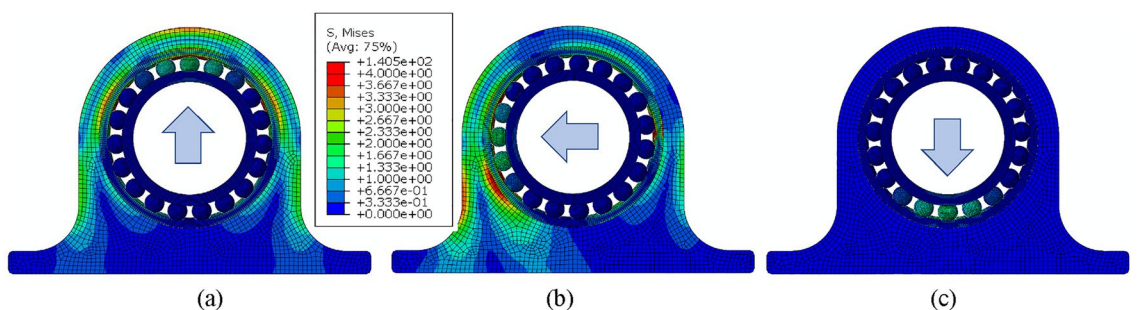 S, Mises
(Avg: 75%)
+1.405e+02
+4.000e+00
+3.667e+00
+3.333e+00
+3.000e+00
+2.667e+00
+2.333e+00
+2.000e+00
+1.667e+00
+1.333e+00
+1.000e+00
+6.667e-01
+3.333e-01
+0.000e+00
(a)
(b)
(c)